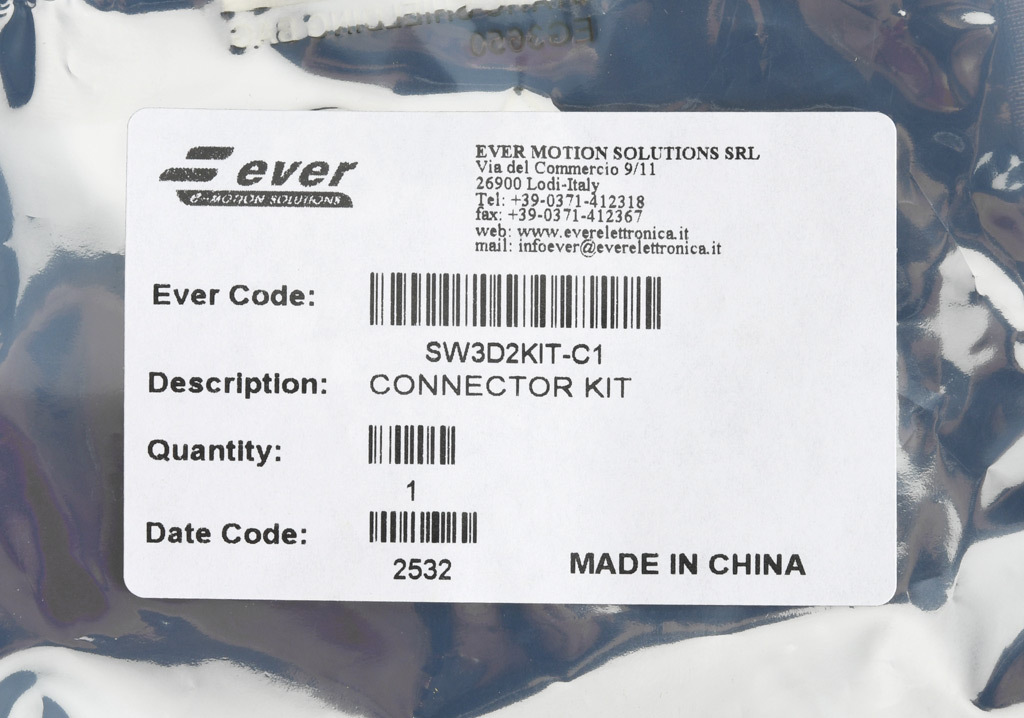 ever
e-MOTION SOLUTIONS
EVER MOTION SOLUTIONS SRL
Via del Commercio 9/11
26900 Lodi-Italy
Tel: +39-0371-412318
fax: +39-0371-412367
web: www.everelettronica.it
mail: infoever@everelettronica.it
Ever Code:
SW3D2KIT-C1
Description: CONNECTOR KIT
Quantity:
1
Date Code:
2532
MADE IN CHINA